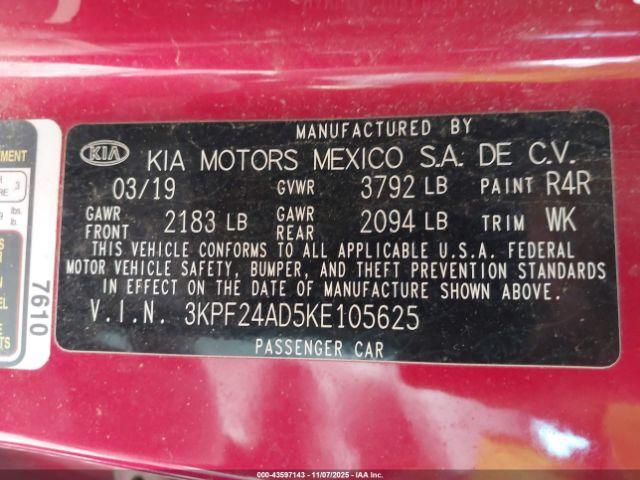 MANUFACTURED BY
KIA KIA MOTORS MEXICO S.A. DE C.V.
03/19 GVWR 3792 LB PAINT R4R
GAWR FRONT 2183 LB GAWR REAR 2094 LB TRIM WK
THIS VEHICLE CONFORMS TO ALL APPLICABLE U.S.A. FEDERAL
MOTOR VEHICLE SAFETY, BUMPER, AND THEFT PREVENTION STANDARDS
IN EFFECT ON THE DATE OF MANUFACTURE SHOWN ABOVE.
V.I.N. 3KPF24AD5KE105625
PASSENGER CAR
7610
000-43597143 | 11/07/2025 - IAAI SC